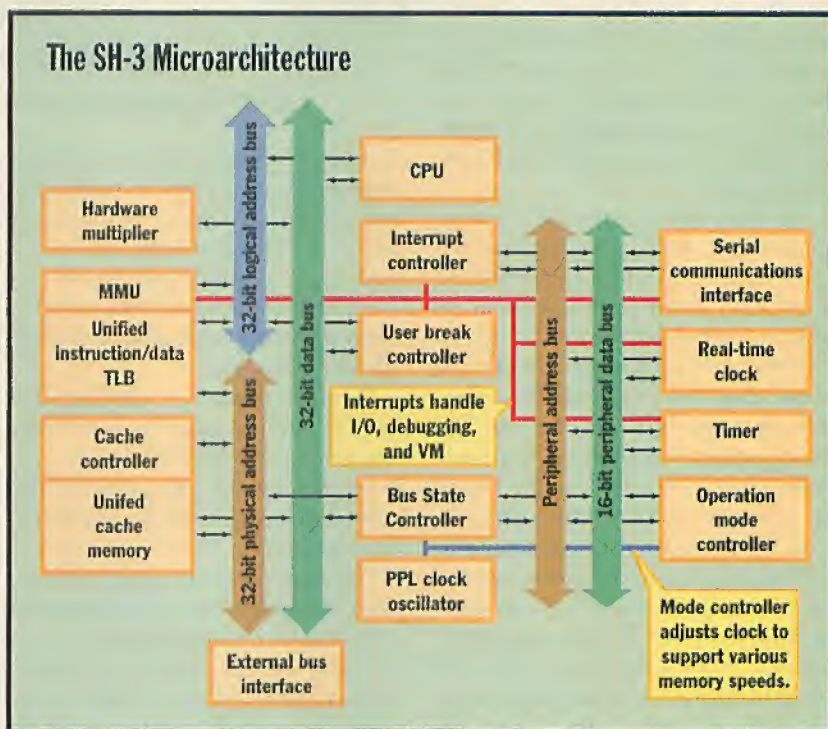 The SH-3 Microarchitecture
32-bit logical address bus
32-bit data bus
CPU
Hardware
multiplier
Interrupt
controller
Serial
communications
interface
MMU
Unified
instruction/data
TLB
User break
controller
Real-time
clock
Interrupts handle
I/O, debugging,
and VM
Peripheral address bus
16-bit peripheral data bus
Timer
Cache
controller
Unifed
cache
memory
32-bit physical address bus
Bus State
Controller
Operation
mode
controller
PPL clock
oscillator
Mode controller
adjusts clock to
support various
memory speeds.
External bus
interface